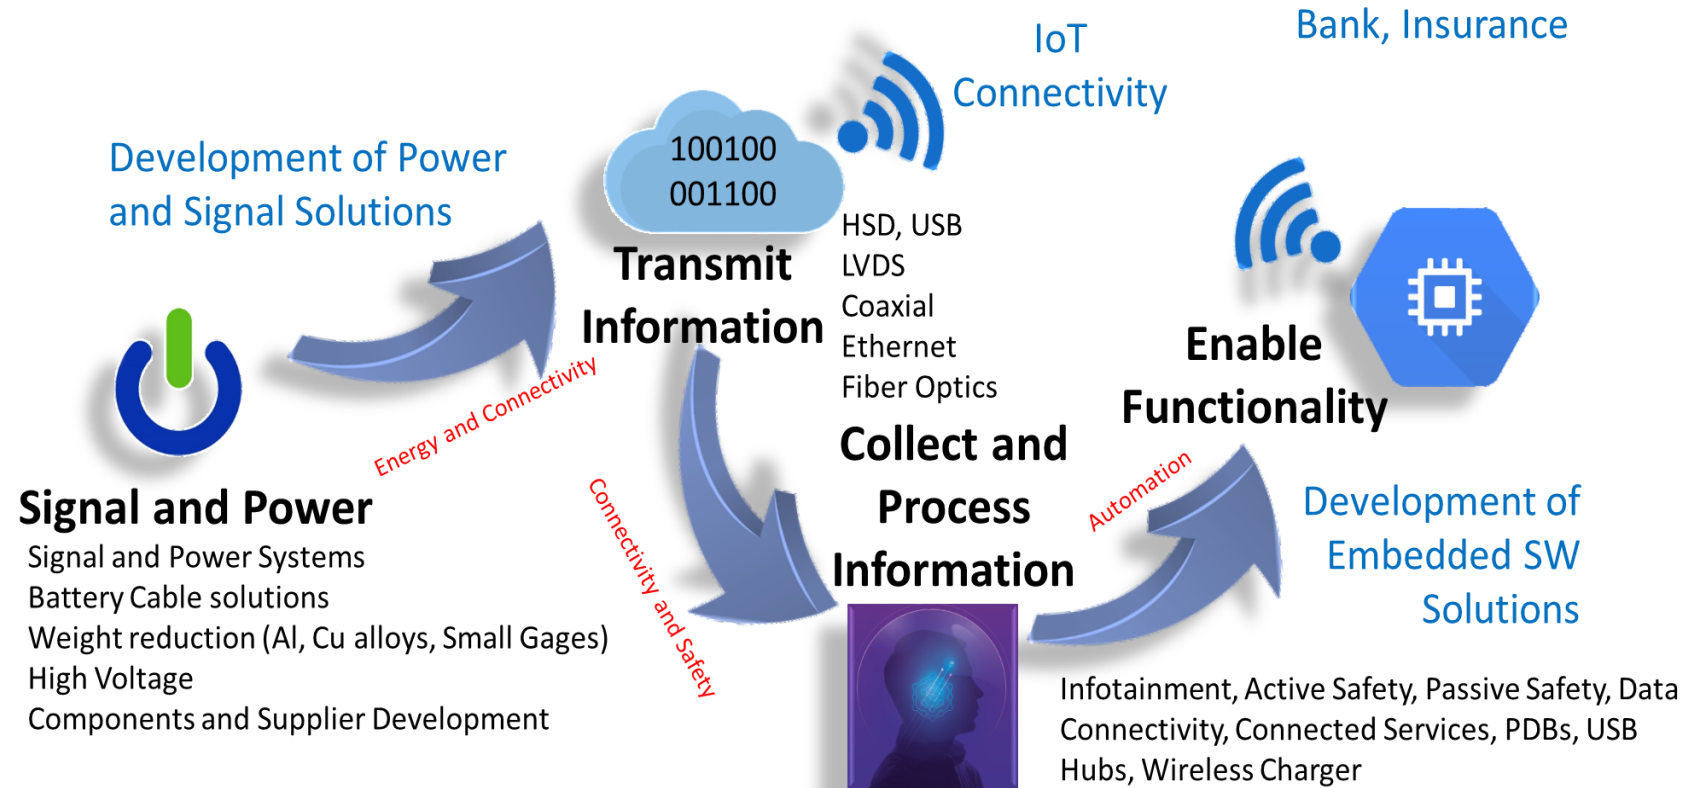 Bank, Insurance
IoT
Connectivity
Development of Power
and Signal Solutions
100100
001100
Transmit
Information
HSD, USB
LVDS
Coaxial
Ethernet
Fiber Optics
Energy and Connectivity
Signal and Power
Signal and Power Systems
Battery Cable solutions
Weight reduction (Al, Cu alloys, Small Gages)
High Voltage
Components and Supplier Development
Connectivity and Safety
Collect and
Process
Information
Automation
Enable
Functionality
Development of
Embedded SW
Solutions
Infotainment, Active Safety, Passive Safety, Data
Connectivity, Connected Services, PDBs, USB
Hubs, Wireless Charger